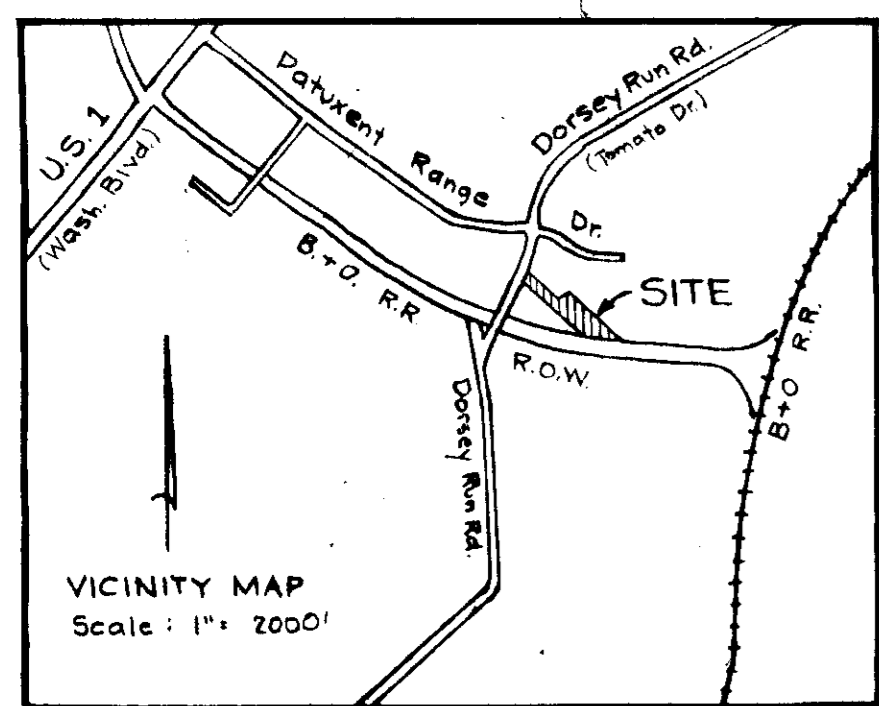 U.S. 1
(Wash. Blvd.)
Patuxent Range Dr.
Dorsey Run Rd.
(Tomato Dr.)
B.+O. R.R. R.O.W.
SITE
B+O R.R.
Dorsey Run Rd.
VICINITY MAP
Scale : 1"= 2000'